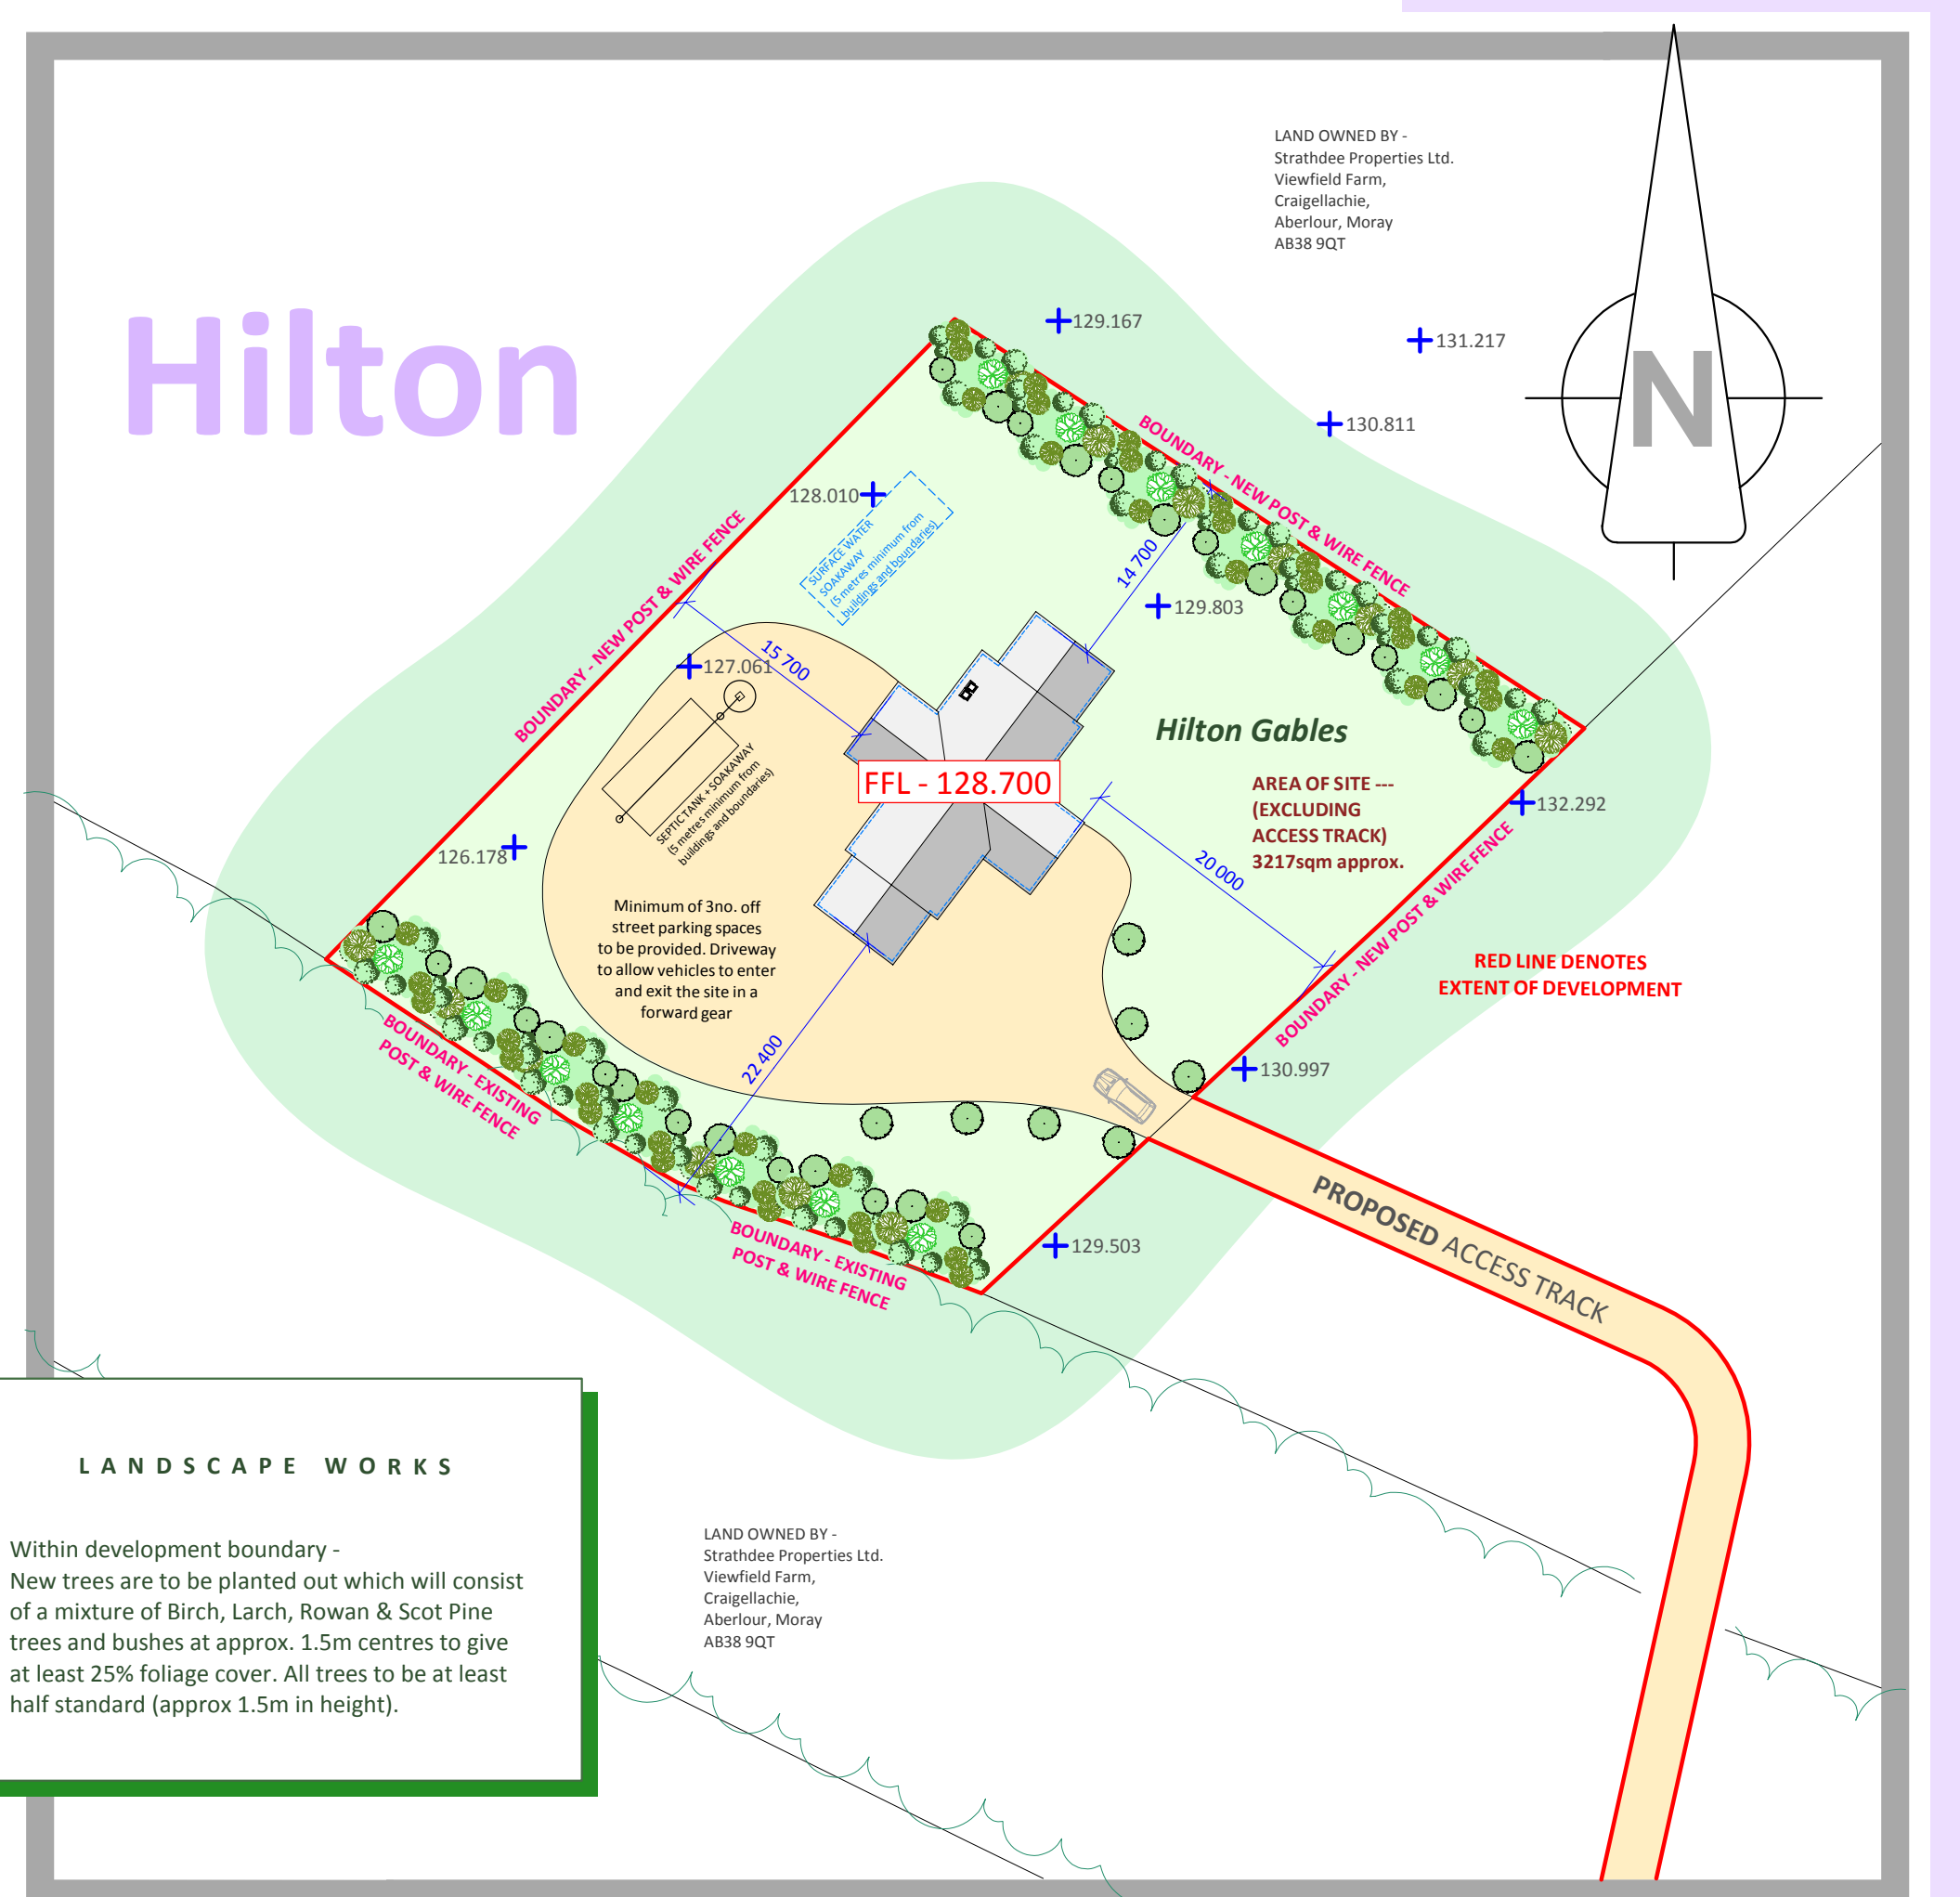 LAND OWNED BY -
Strathdee Properties Ltd.
Viewfield Farm,
Craigellachie,
Aberlour, Moray
AB38 9QT
Hilton
N
129.167
131.217
130.811
128.010
BOUNDARY - NEW POST & WIRE FENCE
BOUNDARY - NEW POST & WIRE FENCE
SURFACE WATER
SOAKAWAY
(5 metres minimum from
buildings and boundaries)
14 700
129.803
127.061
15 700
Hilton Gables
FFL - 128.700
AREA OF SITE ---
(EXCLUDING
ACCESS TRACK)
3217sqm approx.
132.292
SEPTIC TANK + SOAKAWAY
(5 metres minimum from
buildings and boundaries)
126.178
20 000
BOUNDARY - NEW POST & WIRE FENCE
Minimum of 3no. off
street parking spaces
to be provided. Driveway
to allow vehicles to enter
and exit the site in a
forward gear
RED LINE DENOTES
EXTENT OF DEVELOPMENT
22 400
BOUNDARY - EXISTING
POST & WIRE FENCE
130.997
129.503
BOUNDARY - EXISTING
POST & WIRE FENCE
PROPOSED ACCESS TRACK
LANDSCAPE WORKS
Within development boundary -
New trees are to be planted out which will consist
of a mixture of Birch, Larch, Rowan & Scot Pine
trees and bushes at approx. 1.5m centres to give
at least 25% foliage cover. All trees to be at least
half standard (approx 1.5m in height).
LAND OWNED BY -
Strathdee Properties Ltd.
Viewfield Farm,
Craigellachie,
Aberlour, Moray
AB38 9QT